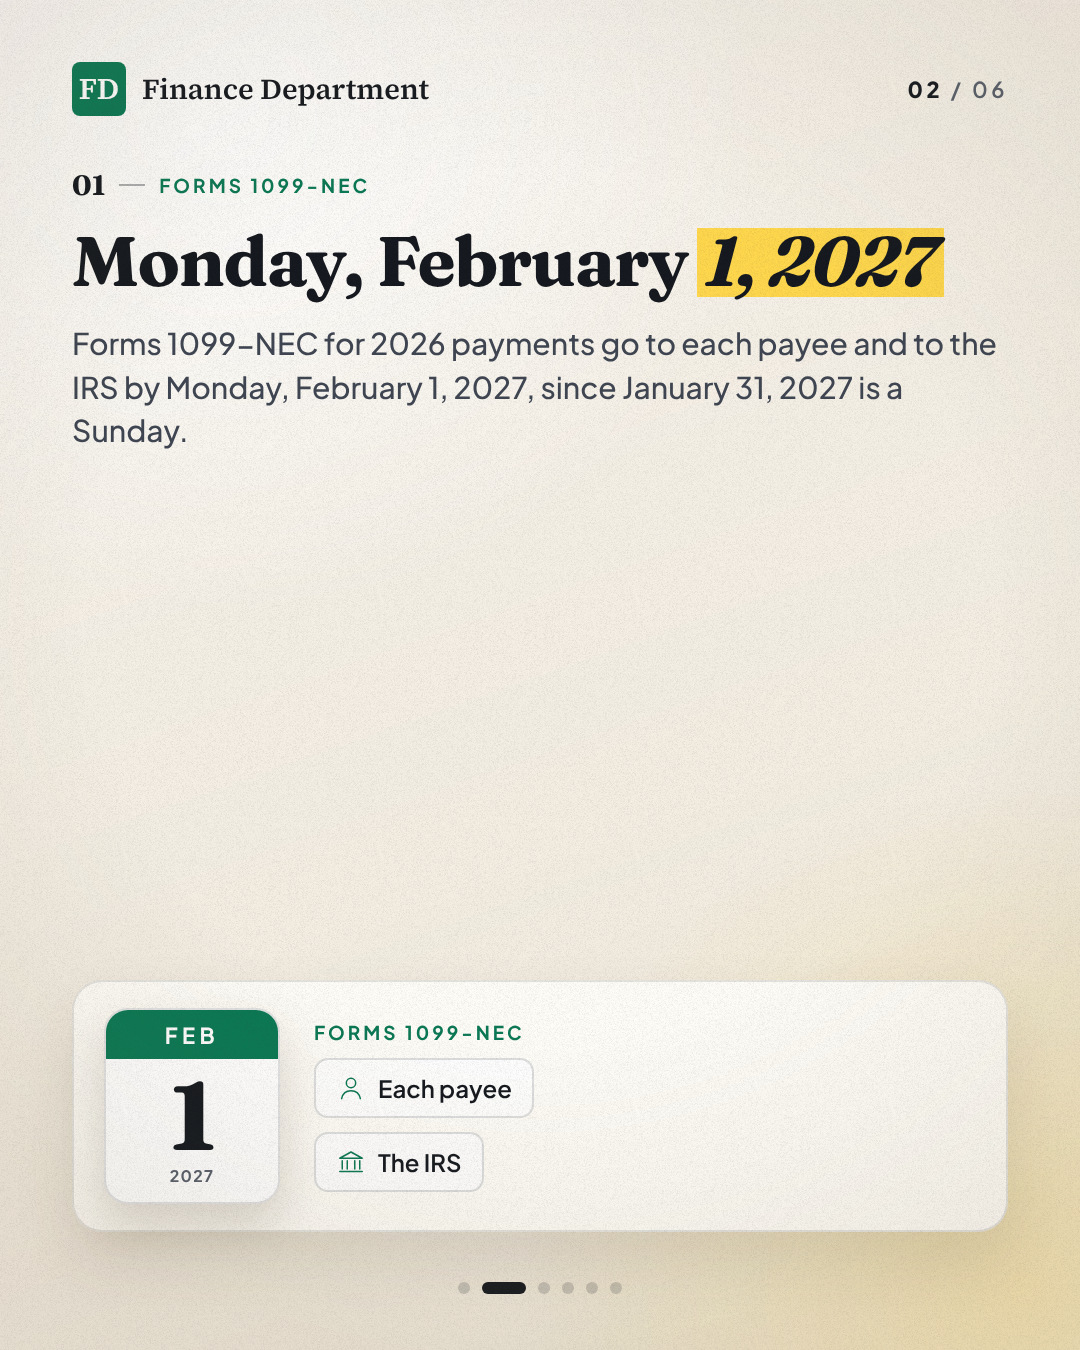 FD Finance Department
02 / 06
01 — FORMS 1099-NEC
Monday, February 1, 2027
Forms 1099-NEC for 2026 payments go to each payee and to the
IRS by Monday, February 1, 2027, since January 31, 2027 is a
Sunday.
FEB
1
2027
FORMS 1099-NEC
Each payee
The IRS